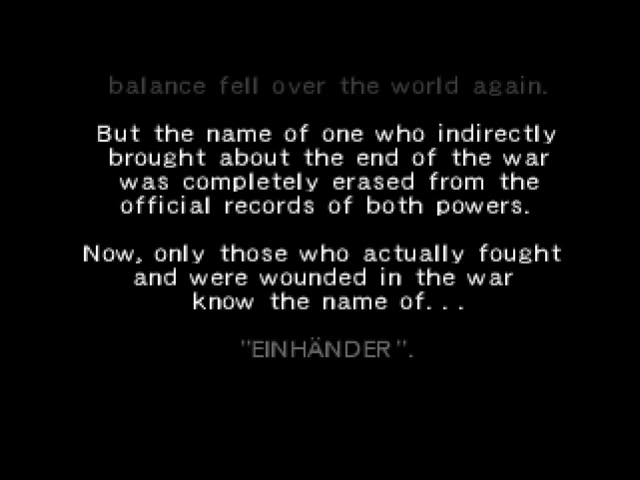 balance fell over the world again.
But the name of one who indirectly
brought about the end of the war
was completely erased from the
official records of both powers.
Now, only those who actually fought
and were wounded in the war
know the name of...
"EINHÄNDER".